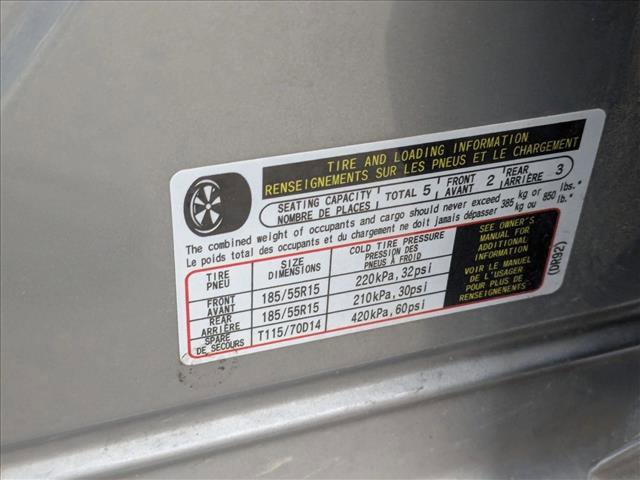 TIRE AND LOADING INFORMATION
RENSEIGNEMENTS SUR LES PNEUS ET LE CHARGEMENT
SEATING CAPACITY
NOMBRE DE PLACES
TOTAL 5
FRONT
AVANT
2
REAR
ARRIÈRE
3
The combined weight of occupants and cargo should never exceed 385 kg or 850 lbs.
Le poids total des occupants et du chargement ne doit jamais dépasser 385 kg ou 850 lb.
TIRE
PNEU
SIZE
DIMENSIONS
COLD TIRE PRESSURE
PRESSION DES
PNEUS À FROID
FRONT
AVANT
185/55R15
220kPa, 32psi
REAR
ARRIÈRE
185/55R15
210kPa, 30psi
SPARE
DE SECOURS
T115/70D14
420kPa, 60psi
SEE OWNER'S
MANUAL FOR
ADDITIONAL
INFORMATION
VOIR LE MANUEL
DE L'USAGER
POUR PLUS DE
RENSEIGNEMENTS
(DR92)